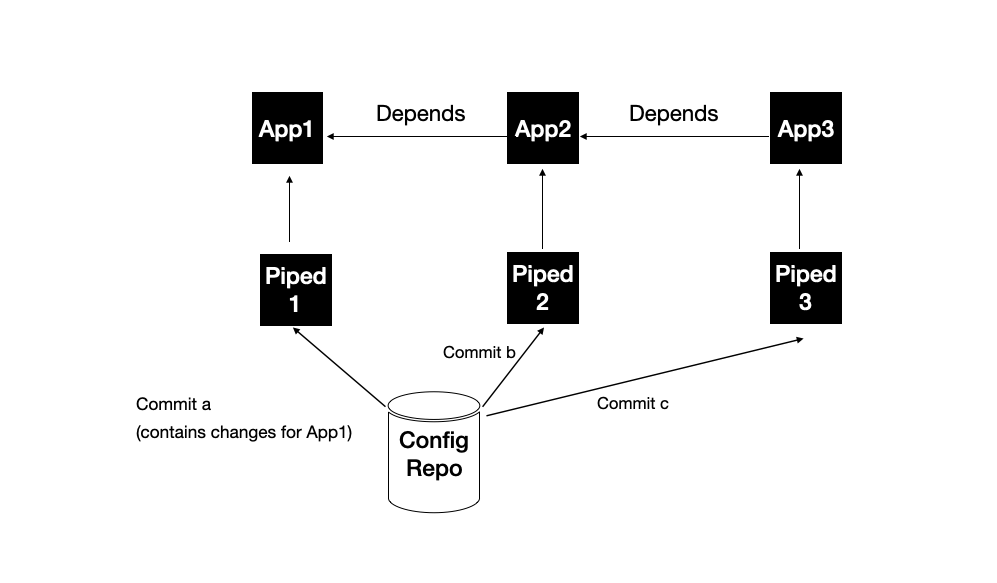 Depends
Depends
App1
App2
App3
Piped
1
Piped
2
Piped
3
Commit b
Commit a
(contains changes for App1)
Commit c
Config
Repo